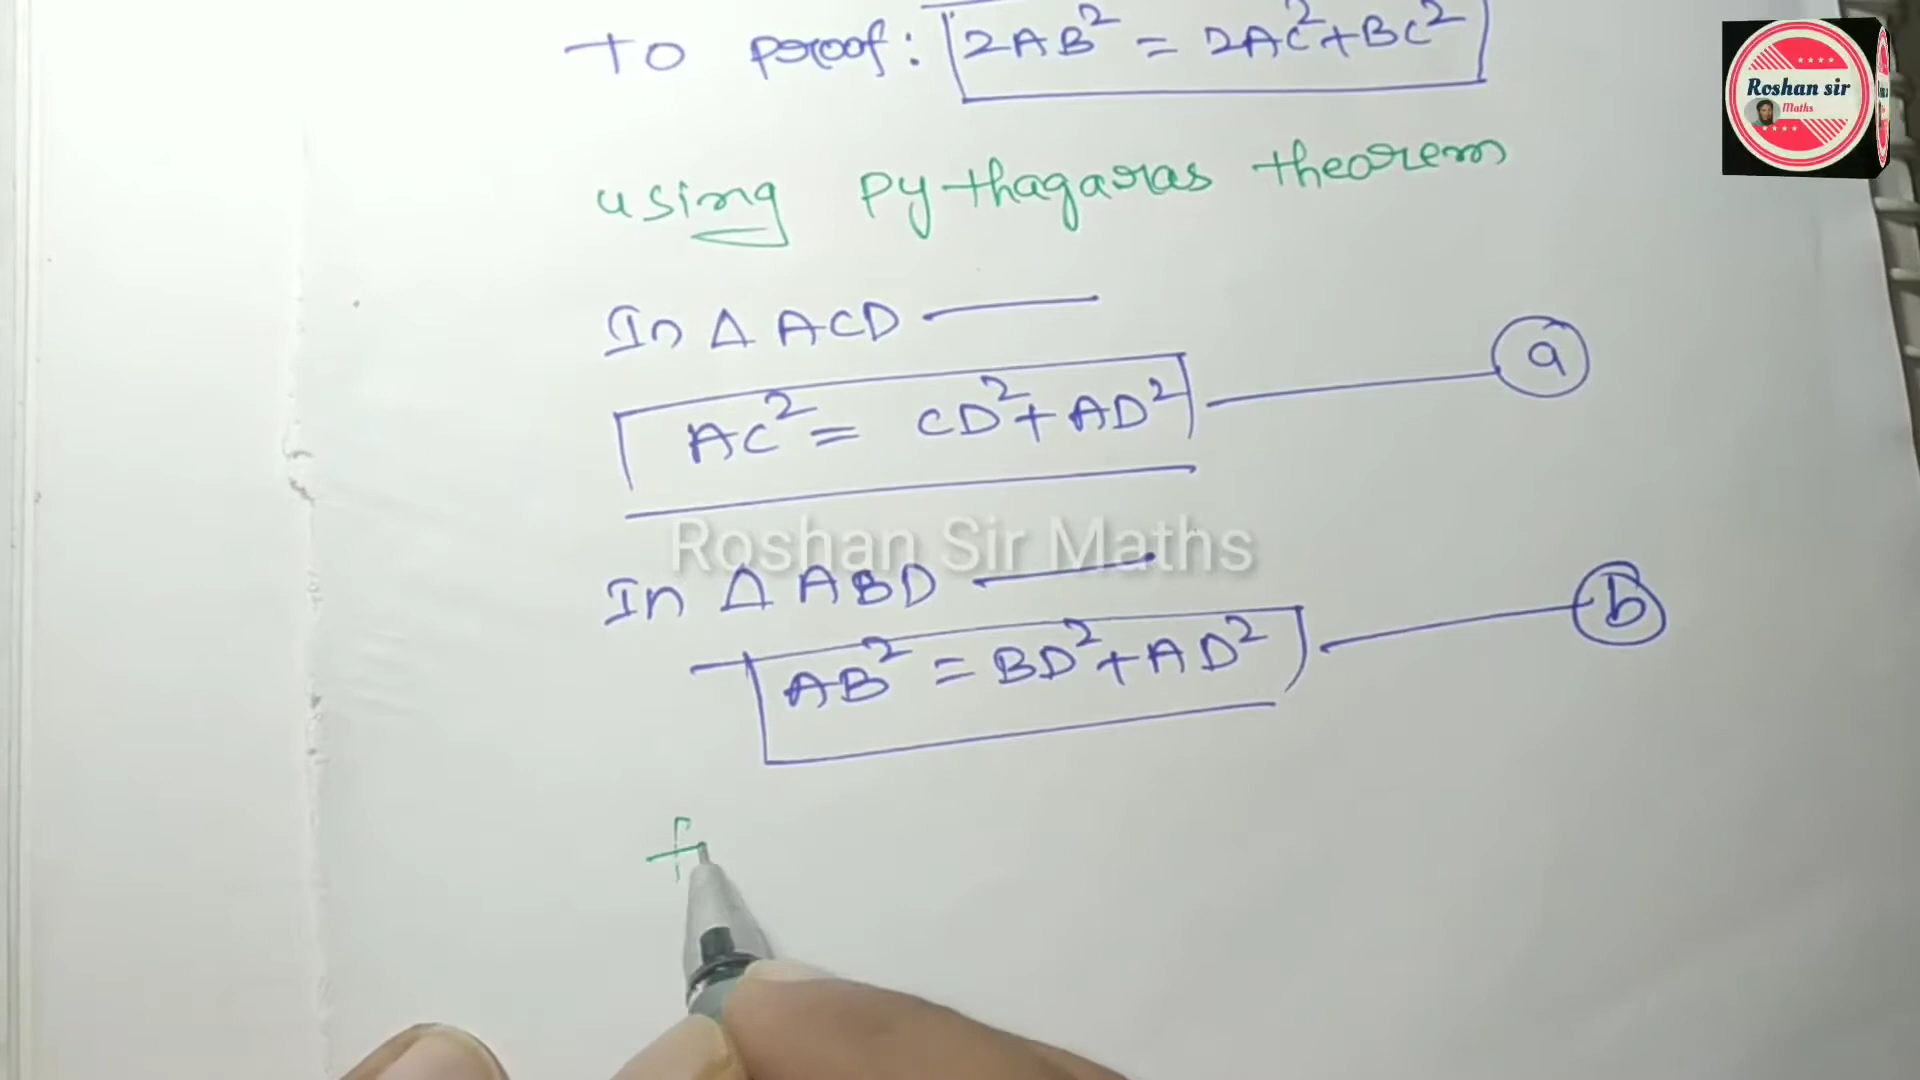 To proof: 2AB² = 2AC² + BC²
Roshan sir
Maths
using Pythagaras theorem
In Δ ACD
AC² = CD² + AD² a
Roshan Sir Maths
In Δ ABD
AB² = BD² + AD² b